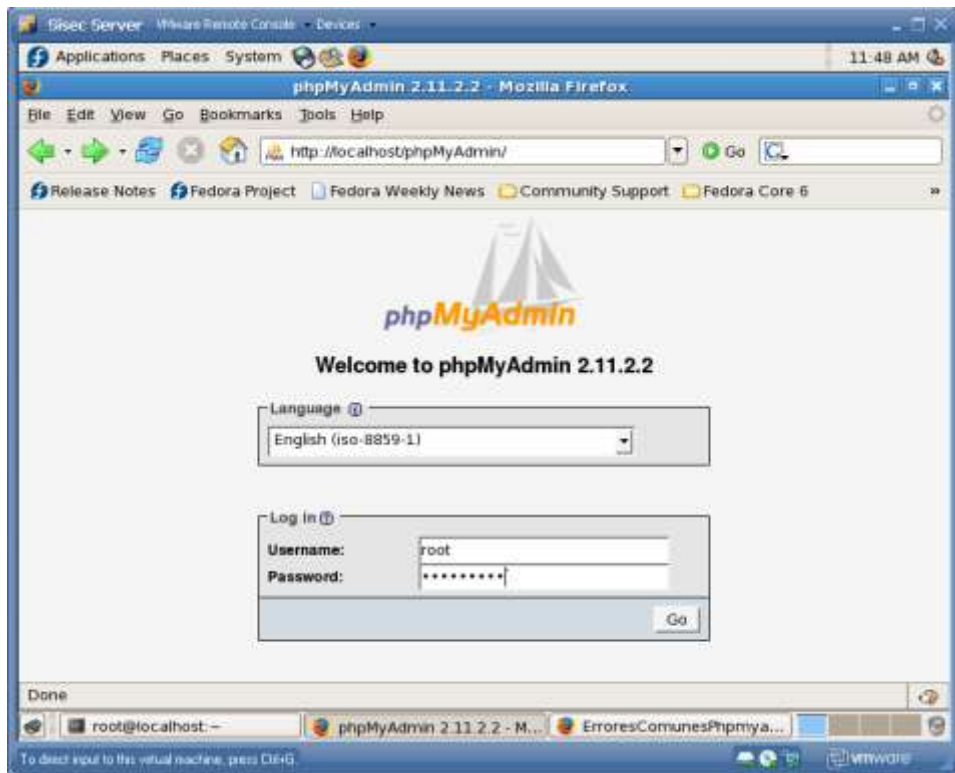 Sisec Server VMware Remote Console Devices
Applications Places System 11:48 AM
phpMyAdmin 2.11.2.2 - Mozilla Firefox
File Edit View Go Bookmarks Tools Help
http://localhost/phpMyAdmin/ Go
Release Notes Fedora Project Fedora Weekly News Community Support Fedora Core 6 »
phpMyAdmin
Welcome to phpMyAdmin 2.11.2.2
Language
English (iso-8859-1)
Log in
Username: root
Password: •••••••••
Go
Done
root@localhost:~ phpMyAdmin 2.11.2.2 - M... ErroresComunesPhpmya...
To direct input to this virtual machine, press Ctrl+G. vmware